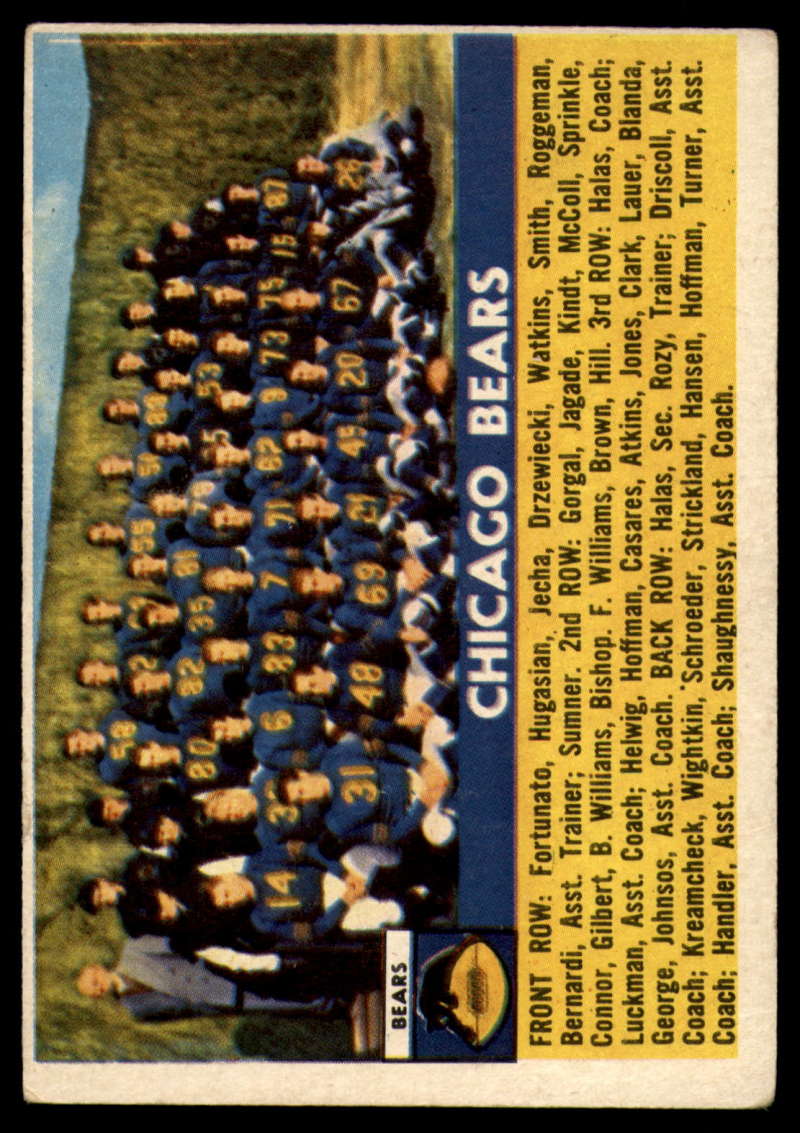 BEARS
CHICAGO BEARS
FRONT ROW: Fortunato, Hugasian, Jecha, Drzewiecki, Watkins, Smith, Roggeman,
Bernardi, Asst. Trainer; Sumner. 2nd ROW: Gorgal, Jagade, Kindt, McColl, Sprinkle,
Connor, Gilbert, B. Williams, Bishop. F. Williams, Brown, Hill. 3rd ROW: Halas, Coach;
Luckman, Asst. Coach; Helwig, Hoffman, Casares, Atkins, Jones, Clark, Lauer, Blanda,
George, Johnsos, Asst. Coach. BACK ROW: Halas, Sec. Rozy, Trainer; Driscoll, Asst.
Coach; Kreamcheck, Wightkin, Schroeder, Strickland, Hansen, Hoffman, Turner, Asst.
Coach; Handler, Asst. Coach; Shaughnessy, Asst. Coach.